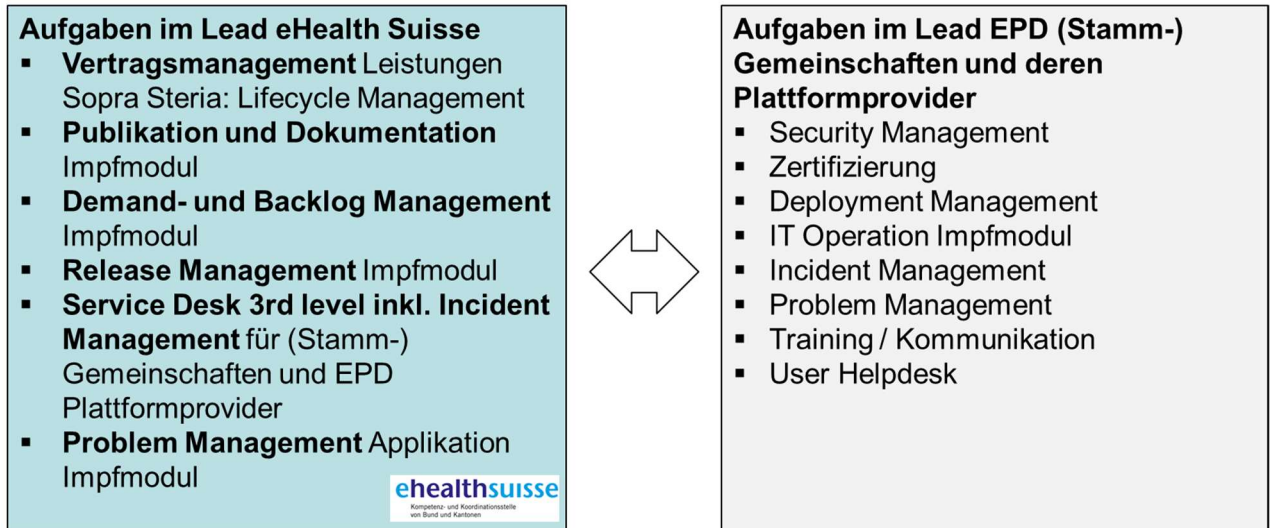 Aufgaben im Lead eHealth Suisse
▪ Vertragsmanagement Leistungen
Sopra Steria: Lifecycle Management
▪ Publikation und Dokumentation
Impfmodul
▪ Demand- und Backlog Management
Impfmodul
▪ Release Management Impfmodul
▪ Service Desk 3rd level inkl. Incident
Management für (Stamm-)
Gemeinschaften und EPD
Plattformprovider
▪ Problem Management Applikation
Impfmodul
ehealthsuisse
Kompetenz- und Koordinationsstelle
von Bund und Kantonen
Aufgaben im Lead EPD (Stamm-)
Gemeinschaften und deren
Plattformprovider
▪ Security Management
▪ Zertifizierung
▪ Deployment Management
▪ IT Operation Impfmodul
▪ Incident Management
▪ Problem Management
▪ Training / Kommunikation
▪ User Helpdesk